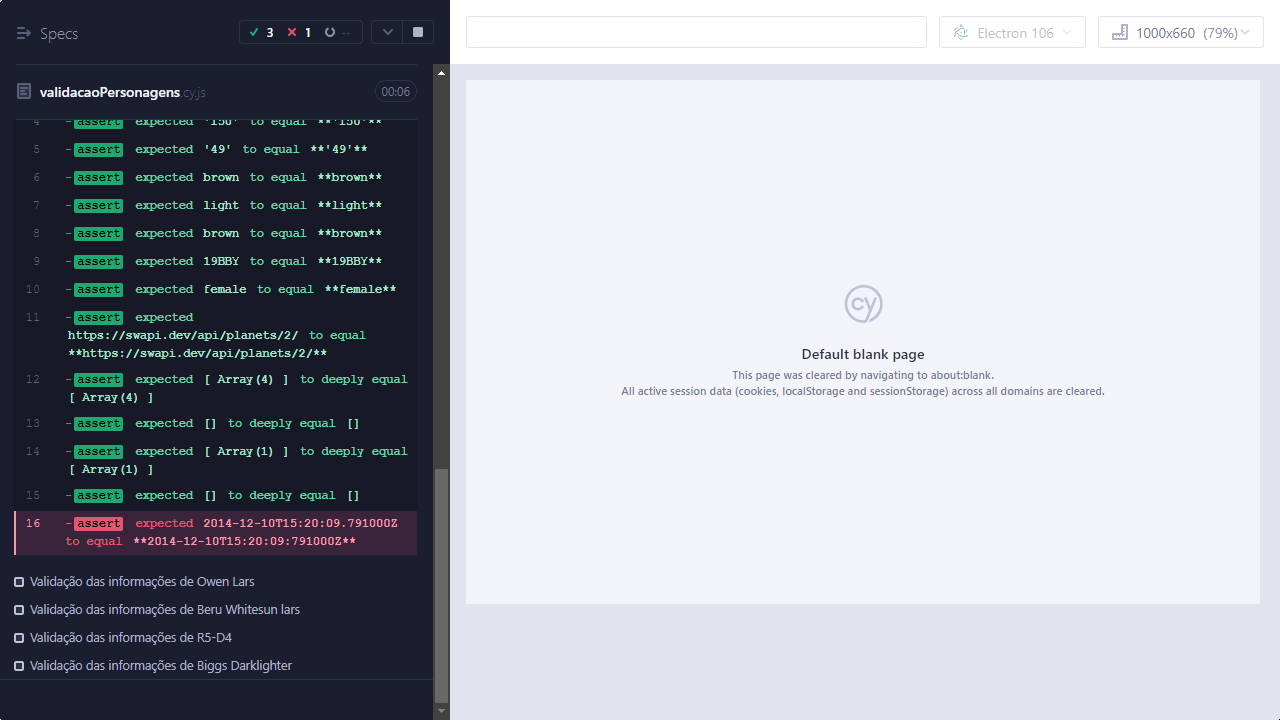 Specs
3 1 --
Electron 106
1000x660 (79%)
validacaoPersonagens.cy.js
00:06
4 -assert expected '150' to equal **'150'**
5 -assert expected '49' to equal **'49'**
6 -assert expected brown to equal **brown**
7 -assert expected light to equal **light**
8 -assert expected brown to equal **brown**
9 -assert expected 19BBY to equal **19BBY**
10 -assert expected female to equal **female**
11 -assert expected
https://swapi.dev/api/planets/2/ to equal
**https://swapi.dev/api/planets/2/**
12 -assert expected [ Array(4) ] to deeply equal
[ Array(4) ]
13 -assert expected [] to deeply equal []
14 -assert expected [ Array(1) ] to deeply equal
[ Array(1) ]
15 -assert expected [] to deeply equal []
16 -assert expected 2014-12-10T15:20:09.791000Z
to equal **2014-12-10T15:20:09:791000Z**
Validação das informações de Owen Lars
Validação das informações de Beru Whitesun lars
Validação das informações de R5-D4
Validação das informações de Biggs Darklighter
cy
Default blank page
This page was cleared by navigating to about:blank.
All active session data (cookies, localStorage and sessionStorage) across all domains are cleared.